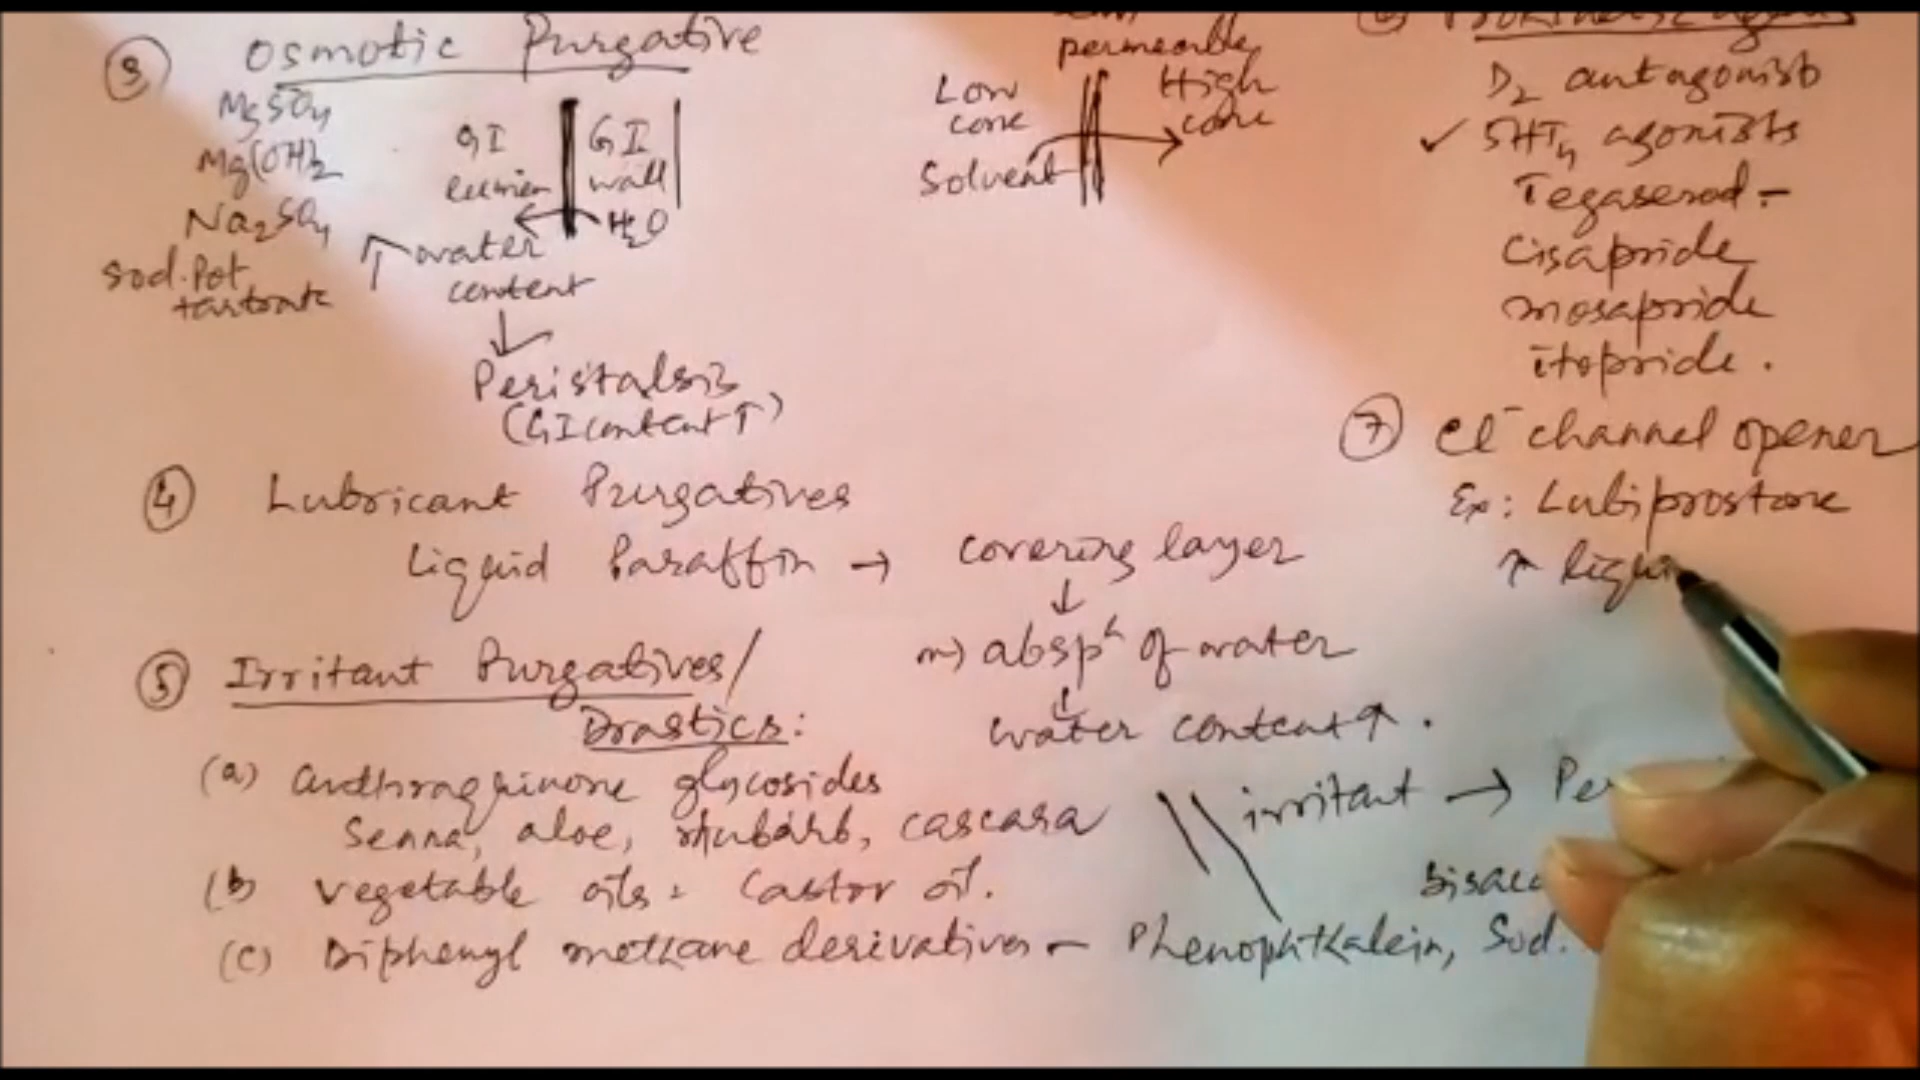 3 Osmotic Purgative
MgSO4
Mg(OH)2
Na2SO4
Sod. Pot
tartrate
GI
lumen
GI
wall
H2O
↑ water
content
↓
Peristalsis
(GI content ↑)
permeable
Low
conc
High
conc
Solvent
4 Lubricant Purgatives
Liquid Paraffin → covering layer
↓
absp^n of water
↓
water content ↑.
5 Irritant Purgatives/
Drastics:
(a) anthraquinone glycosides
Senna, aloe, rhubarb, cascara
(b) vegetable oils = Castor oil.
(c) Diphenyl methane derivatives - Phenophthalein, Sod.
irritant → Pe
Bisaco
D2 antagonist
✓ 5HT4 agonists
Tegaserod -
Cisapride
mosapride
itopride.
7 Cl⁻ channel opener
Ex: Lubiprostone
↑ liqui